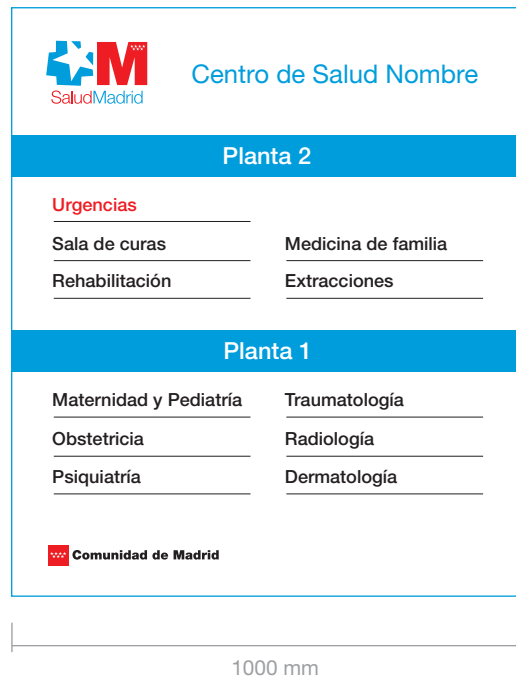 SaludMadrid
Centro de Salud Nombre
Planta 2
Urgencias
Sala de curas
Medicina de familia
Rehabilitación
Extracciones
Planta 1
Maternidad y Pediatría
Traumatología
Obstetricia
Radiología
Psiquiatría
Dermatología
Comunidad de Madrid
1000 mm